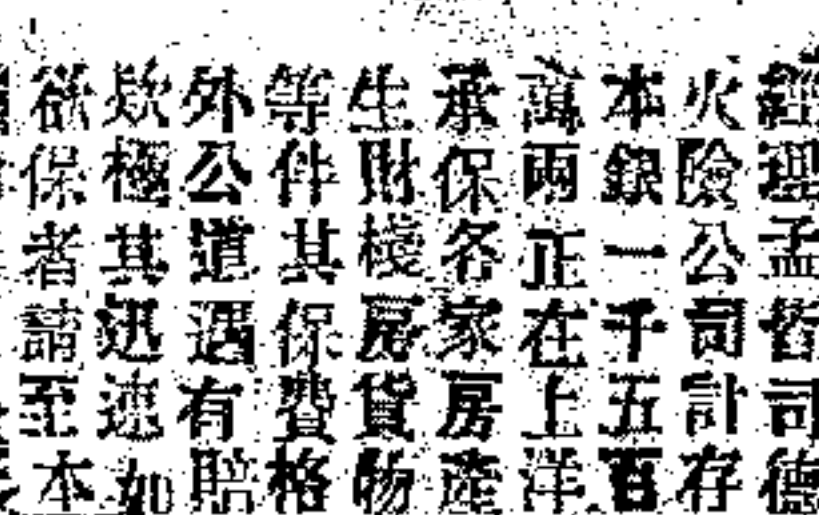 經理孟哲司德
火險公司計存
本銀一千五百
萬兩正在上洋
承保各家房產
生財棧房貨物
等件其保費格
外公道遇有賠
欵極其迅速如
欲保者請至本